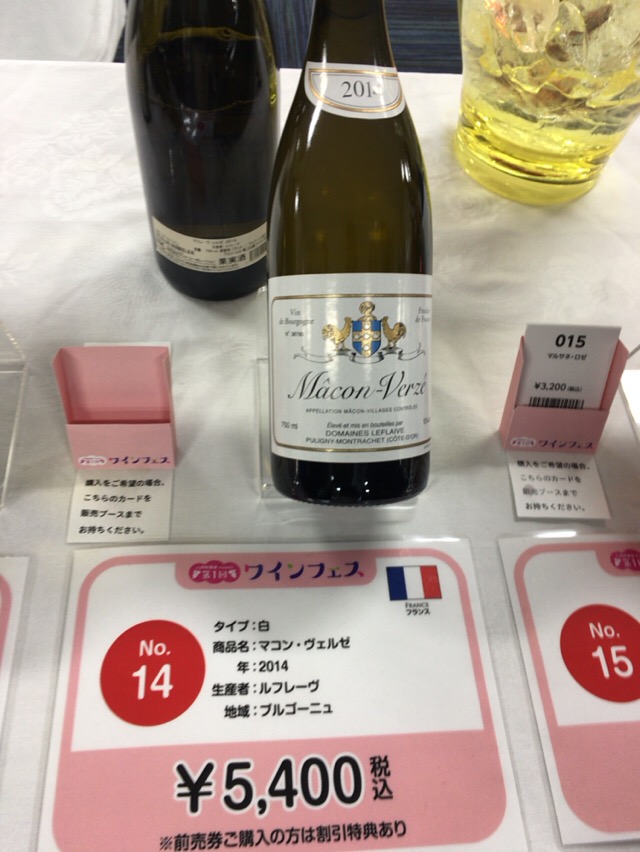 201
Vin
de Bourgogne
Mâcon-Verzé
APPELLATION MÂCON-VILLAGES CONTRÔLÉE
750 ml
Élevé et mis en bouteilles par
DOMAINES LEFLAIVE
PULIGNY-MONTRACHET (CÔTE-D'OR)
果実酒
ワインフェス
購入をご希望の場合、
こちらのカードを
販売ブースまで
お持ちください。
015
マルサネ・ロゼ
¥3,200(税込)
ワインフェス
購入をご希望の場合、
こちらのカードを
販売ブースまで
お持ちください。
ワインフェス
FRANCE
フランス
No.
14
タイプ：白
商品名：マコン・ヴェルゼ
年：2014
生産者：ルフレーヴ
地域：ブルゴーニュ
¥5,400税込
※前売券ご購入の方は割引特典あり
No.
15